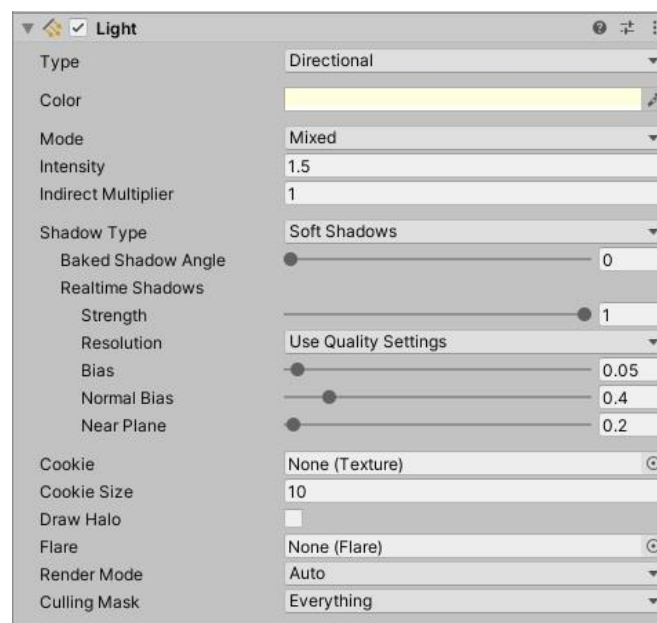 Light
Type Directional
Color
Mode Mixed
Intensity 1.5
Indirect Multiplier 1
Shadow Type Soft Shadows
Baked Shadow Angle 0
Realtime Shadows
Strength 1
Resolution Use Quality Settings
Bias 0.05
Normal Bias 0.4
Near Plane 0.2
Cookie None (Texture)
Cookie Size 10
Draw Halo
Flare None (Flare)
Render Mode Auto
Culling Mask Everything